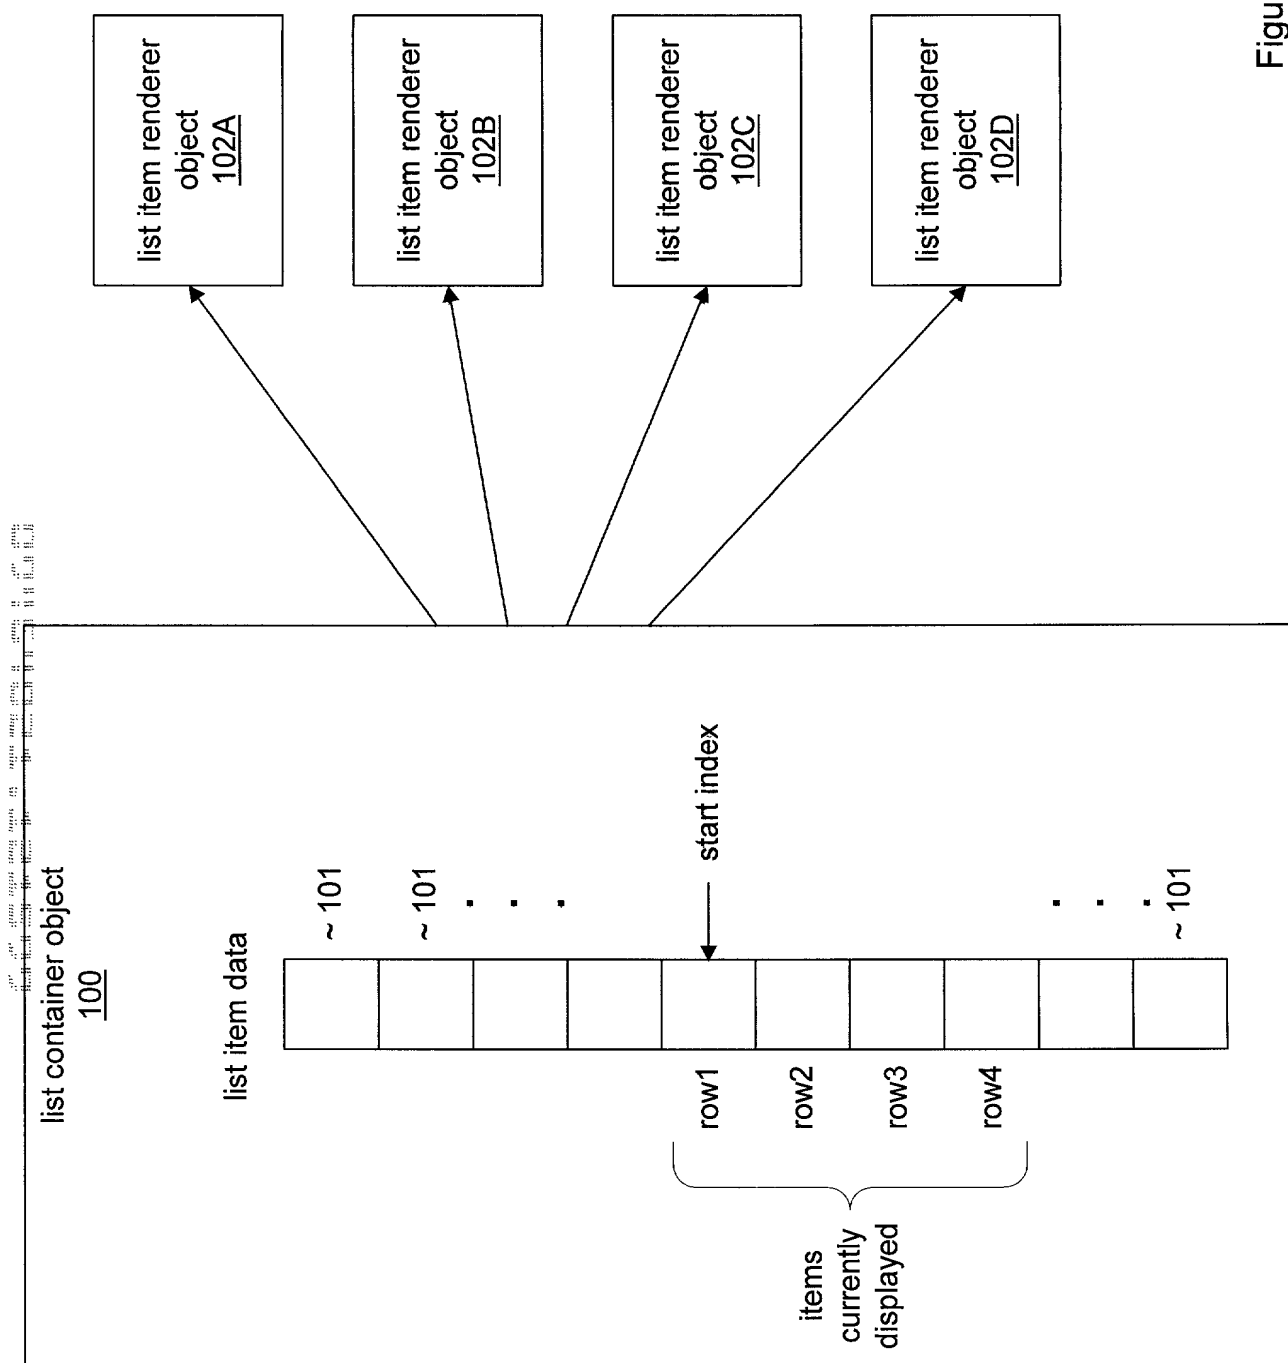 list container object
100
list item data
~ 101
~ 101
start index
row1
row2
row3
row4
items
currently
displayed
~ 101
list item renderer
object
102A
list item renderer
object
102B
list item renderer
object
102C
list item renderer
object
102D
Figu